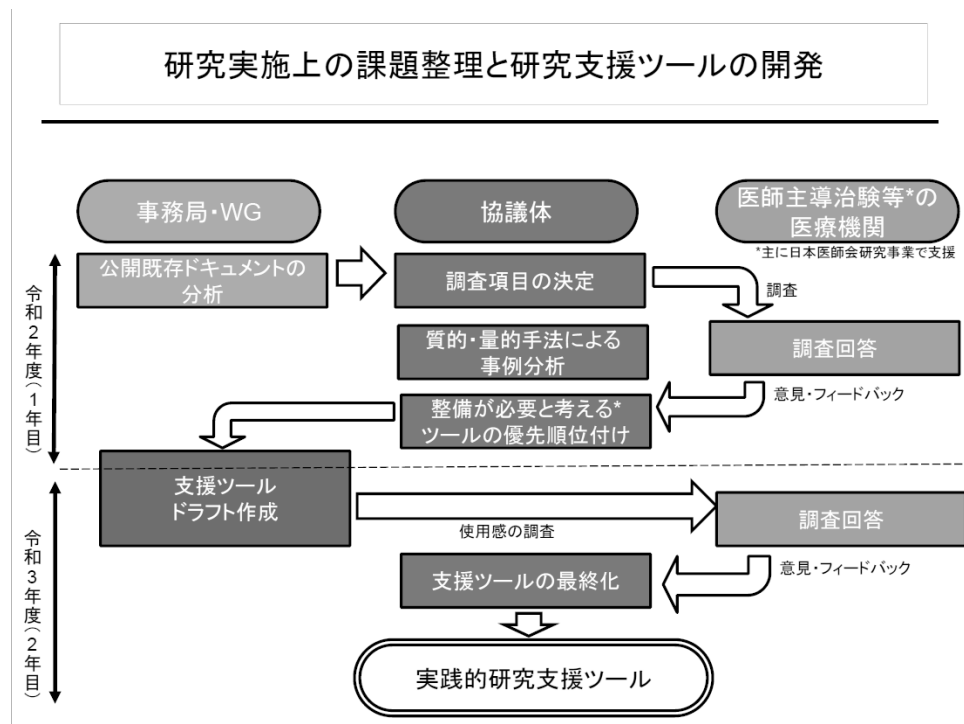 研究実施上の課題整理と研究支援ツールの開発
事務局・WG
協議体
医師主導治験等*の
医療機関
*主に日本医師会研究事業で支援
令和2年度(1年目)
公開既存ドキュメントの
分析
調査項目の決定
調査
質的・量的手法による
事例分析
調査回答
意見・フィードバック
整備が必要と考える*
ツールの優先順位付け
令和3年度(2年目)
支援ツール
ドラフト作成
使用感の調査
調査回答
意見・フィードバック
支援ツールの最終化
実践的研究支援ツール